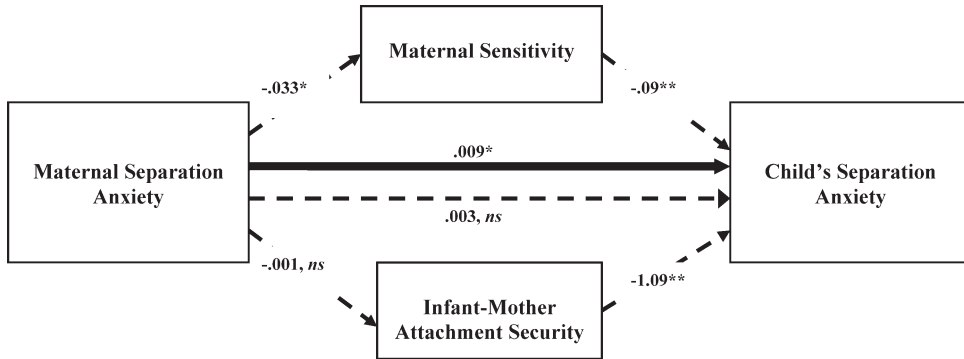 Maternal Sensitivity
-.033*
-.09**
Maternal Separation
Anxiety
.009*
Child’s Separation
Anxiety
.003, ns
-.001, ns
-1.09**
Infant-Mother
Attachment Security